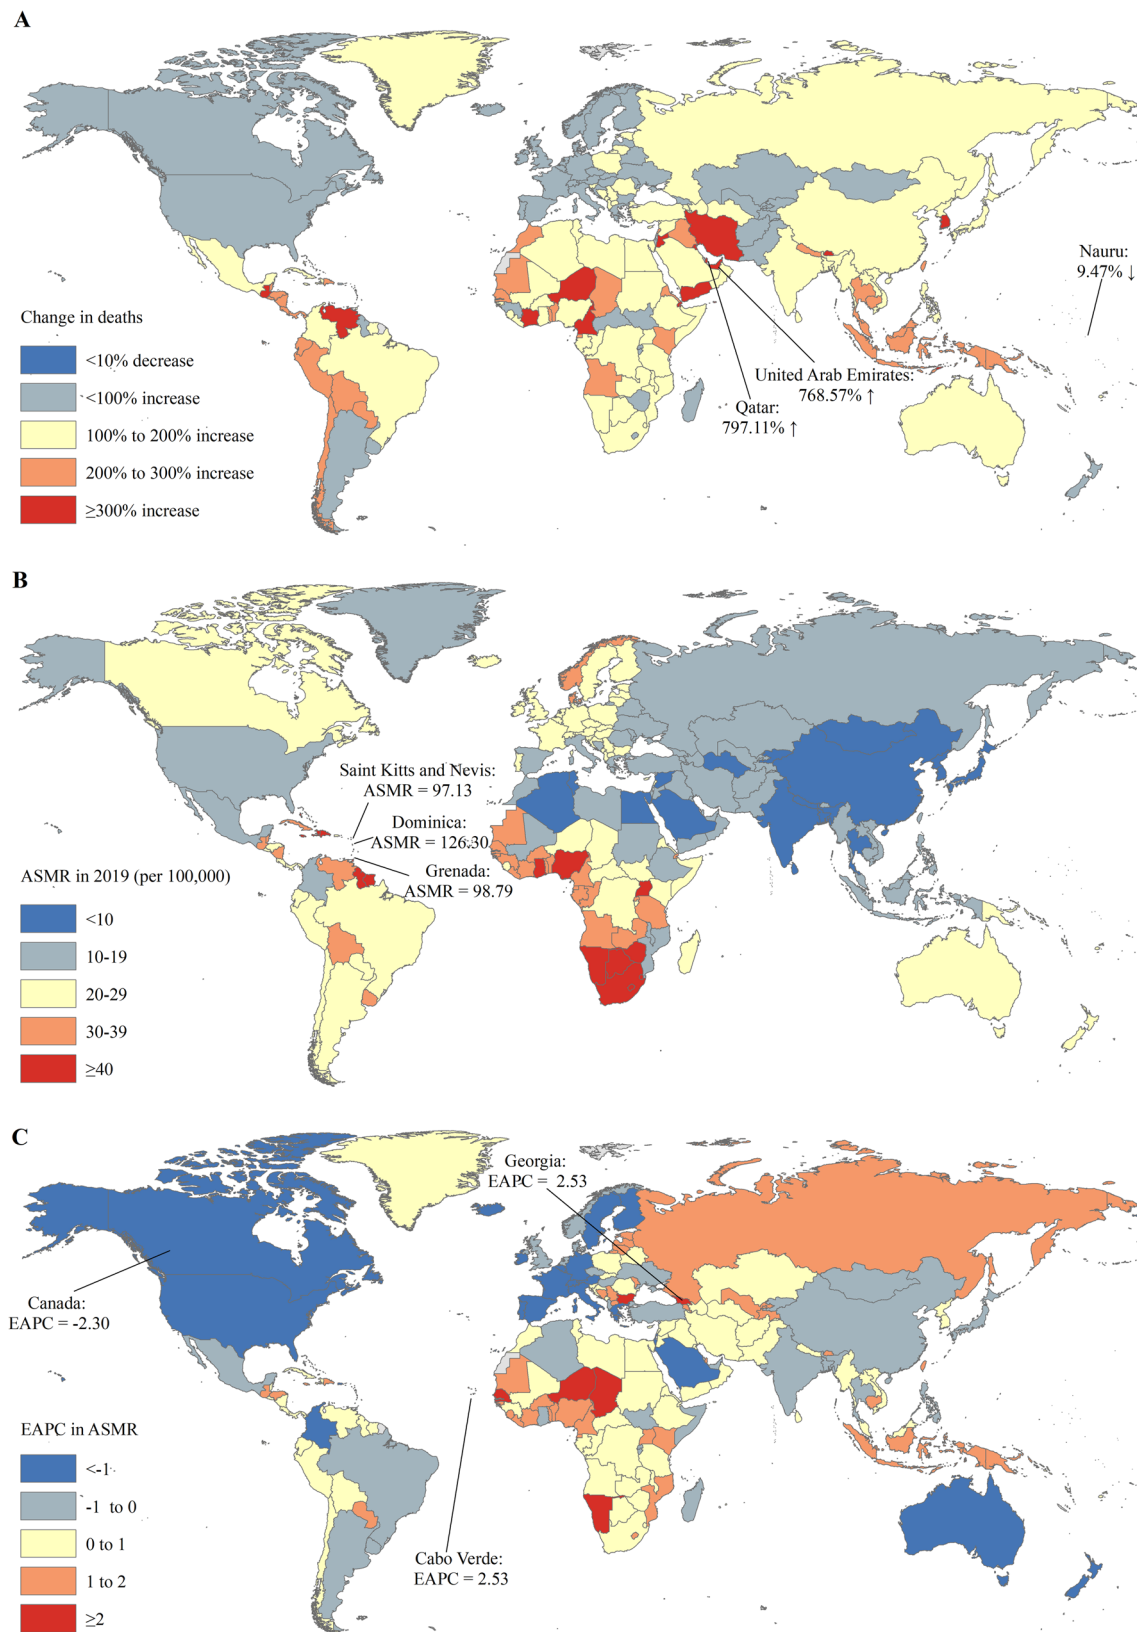 A
Nauru:
9.47% ↓
Change in deaths
<10% decrease
<100% increase
100% to 200% increase
200% to 300% increase
≥300% increase
United Arab Emirates:
768.57% ↑
Qatar:
797.11% ↑
B
Saint Kitts and Nevis:
ASMR = 97.13
Dominica:
ASMR = 126.30
Grenada:
ASMR = 98.79
ASMR in 2019 (per 100,000)
<10
10-19
20-29
30-39
≥40
C
Georgia:
EAPC = 2.53
Canada:
EAPC = -2.30
EAPC in ASMR
<-1
-1 to 0
0 to 1
1 to 2
≥2
Cabo Verde:
EAPC = 2.53